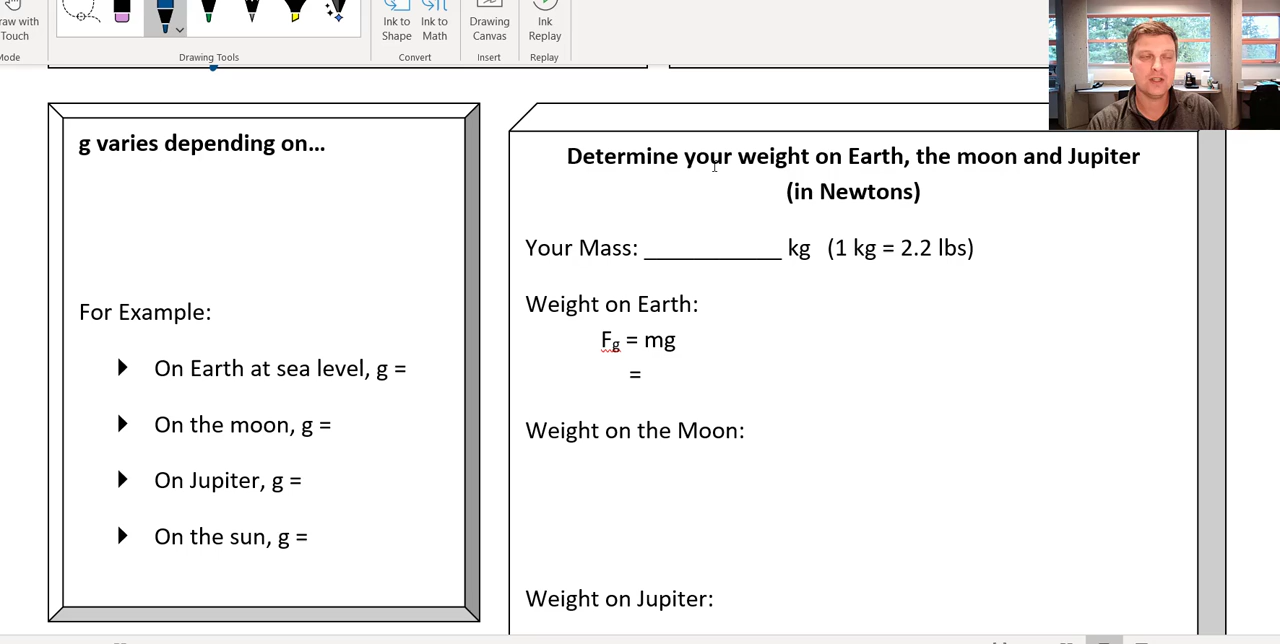 raw with
Touch
Mode
Drawing Tools
Ink to
Shape
Ink to
Math
Convert
Drawing
Canvas
Insert
Ink
Replay
Replay
g varies depending on...
For Example:
On Earth at sea level, g =
On the moon, g =
On Jupiter, g =
On the sun, g =
Determine your weight on Earth, the moon and Jupiter
(in Newtons)
Your Mass: ___________ kg (1 kg = 2.2 lbs)
Weight on Earth:
Fg = mg
=
Weight on the Moon:
Weight on Jupiter: